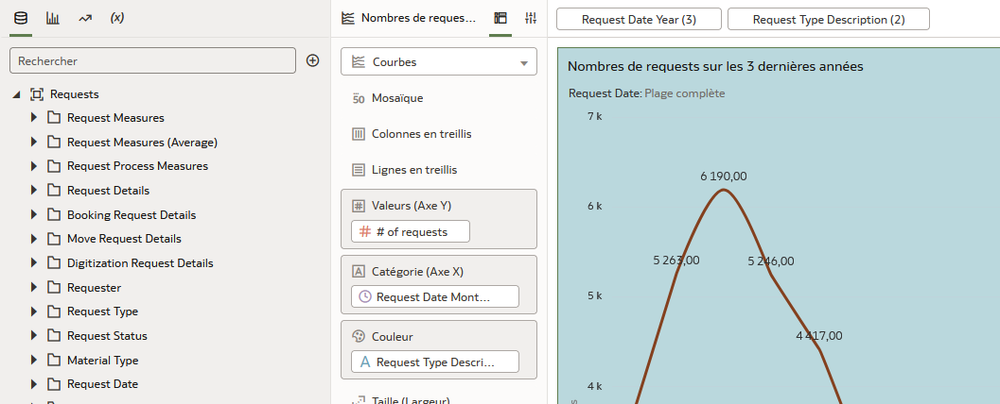 (x)
Nombres de reques...
Request Date Year (3)
Request Type Description (2)
Rechercher
Requests
Request Measures
Request Measures (Average)
Request Process Measures
Request Details
Booking Request Details
Move Request Details
Digitization Request Details
Requester
Request Type
Request Status
Material Type
Request Date
Courbes
50 Mosaïque
Colonnes en treillis
Lignes en treillis
Valeurs (Axe Y)
# of requests
Catégorie (Axe X)
Request Date Mont...
Couleur
A Request Type Descri...
Taille (Largeur)
Nombres de requests sur les 3 dernières années
Request Date: Plage complète
7 k
6 190,00
6 k
5 263,00
5 246,00
5 k
4 417,00
4 k